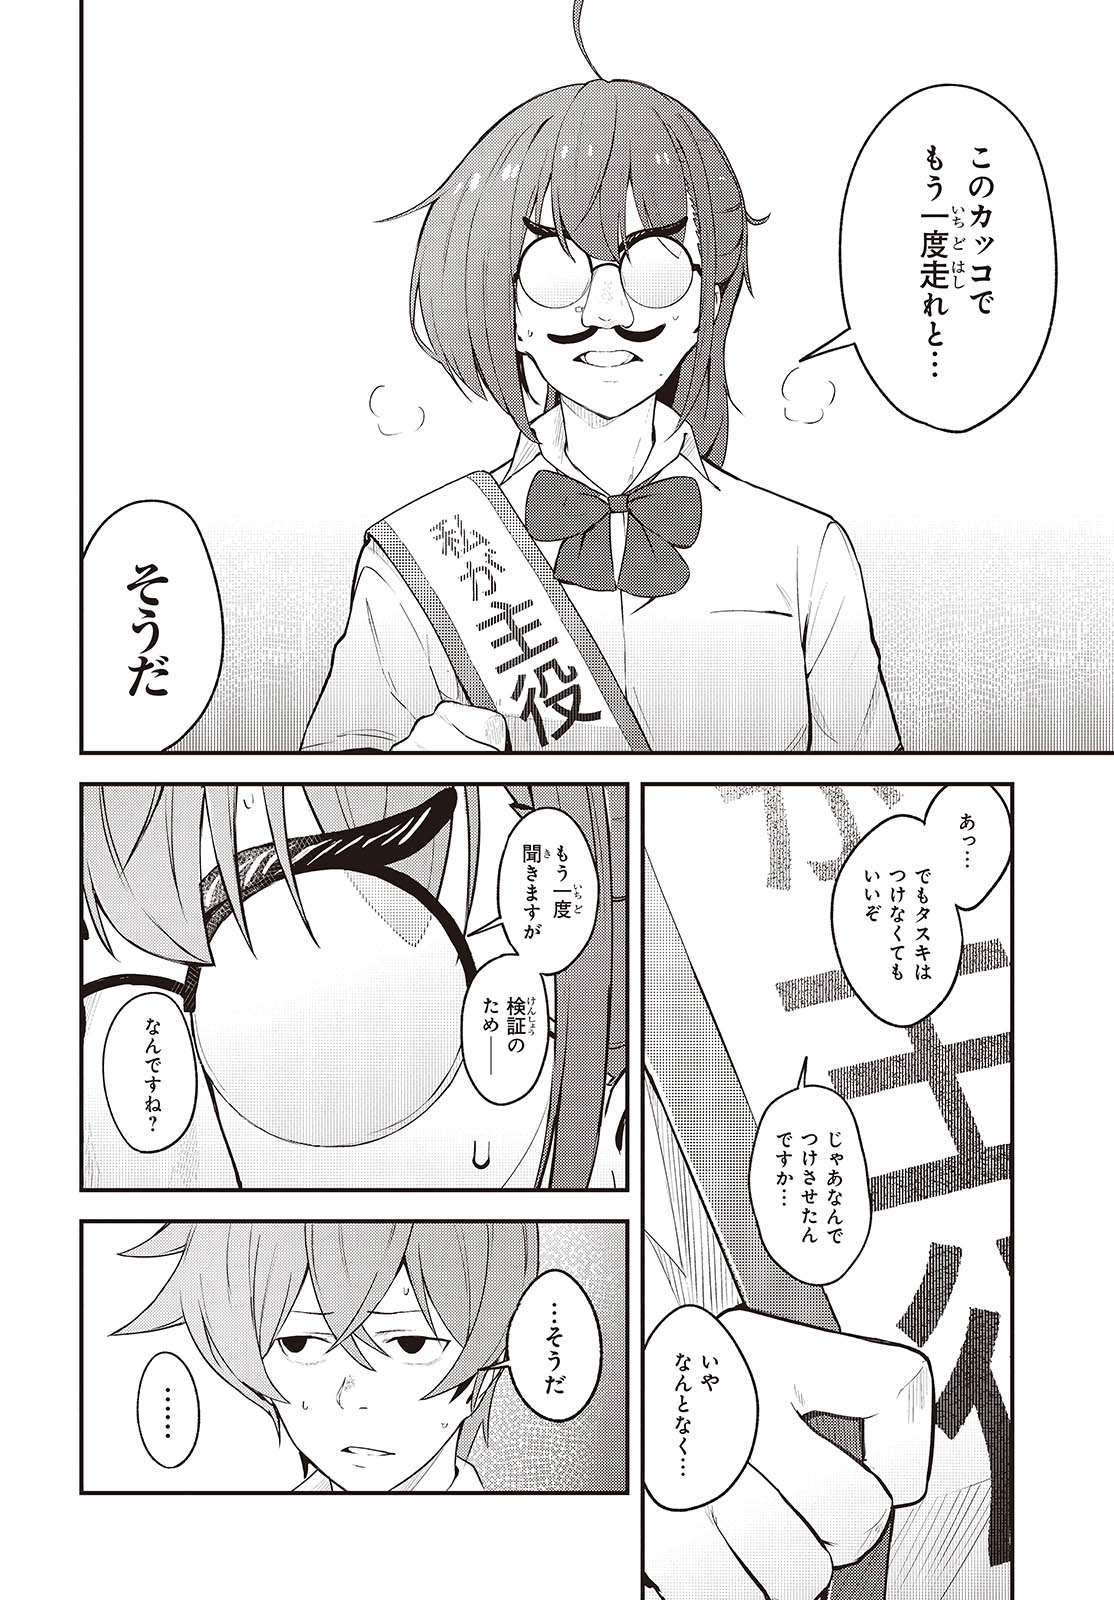 このカッコで
もう一度走れと…
私が主役
そうだ
あっ…
でもタスキは
つけなくても
いいぞ
じゃあなんで
つけさせたん
ですか…
いや
なんとなく…
もう一度
聞きますが
検証の
ため──
なんですね?
…そうだ
……